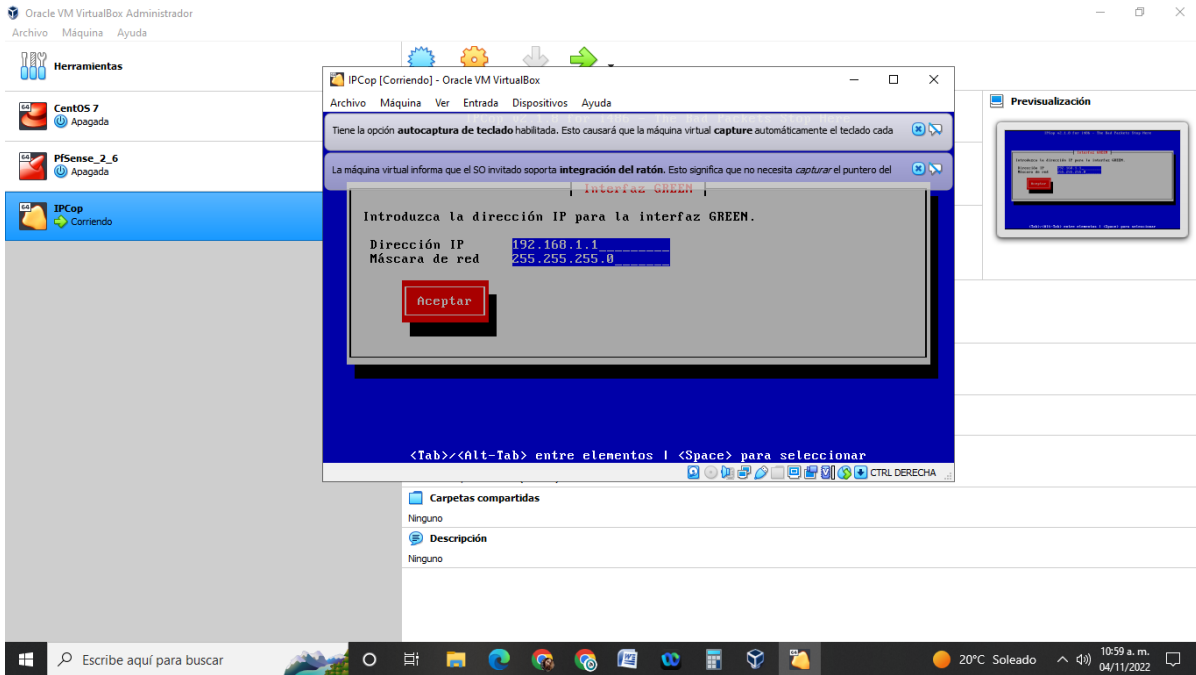 Oracle VM VirtualBox Administrador
Archivo Máquina Ayuda
Herramientas
64 CentOS 7
Apagada
64 PfSense_2_6
Apagada
64 IPCop
Corriendo
IPCop [Corriendo] - Oracle VM VirtualBox
Archivo Máquina Ver Entrada Dispositivos Ayuda
Tiene la opción autocaptura de teclado habilitada. Esto causará que la máquina virtual capture automáticamente el teclado cada
La máquina virtual informa que el SO invitado soporta integración del ratón. Esto significa que no necesita capturar el puntero del
Interfaz GREEN
Introduzca la dirección IP para la interfaz GREEN.
Dirección IP 192.168.1.1
Máscara de red 255.255.255.0
Aceptar
<Tab>/<Alt-Tab> entre elementos | <Space> para seleccionar
CTRL DERECHA
Previsualización
Carpetas compartidas
Ninguno
Descripción
Ninguno
Escribe aquí para buscar
20°C Soleado
10:59 a. m.
04/11/2022